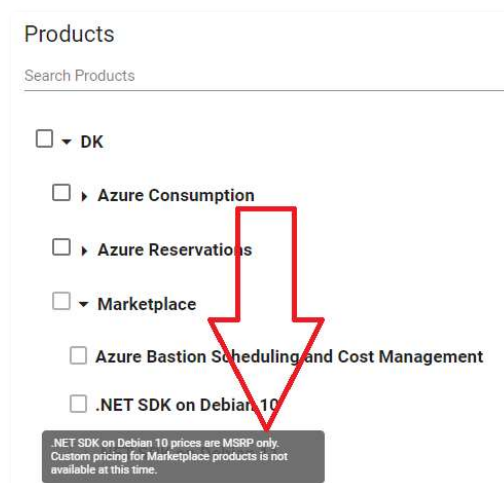 Products
Search Products
DK
Azure Consumption
Azure Reservations
Marketplace
Azure Bastion Scheduling and Cost Management
.NET SDK on Debian 10
.NET SDK on Debian 10 prices are MSRP only.
Custom pricing for Marketplace products is not
available at this time.